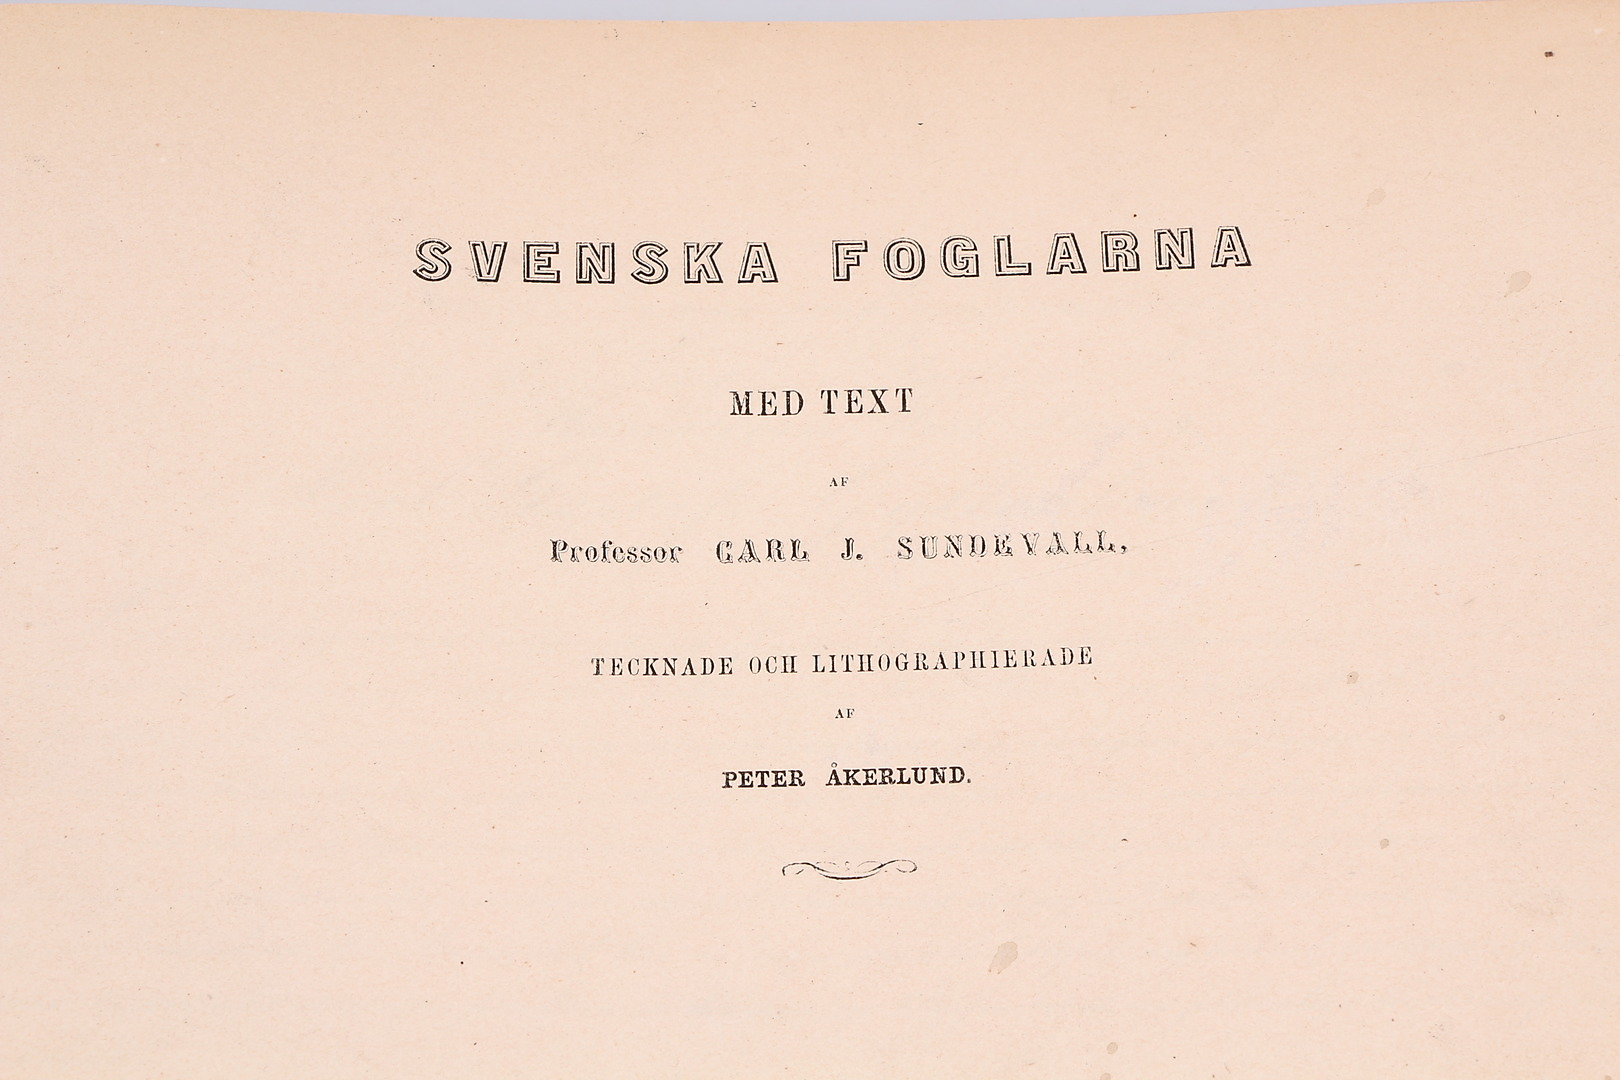 SVENSKA FOGLARNA
MED TEXT
AF
Professor CARL J. SUNDEVALL,
TECKNADE OCH LITHOGRAPHIERADE
AF
PETER ÅKERLUND.